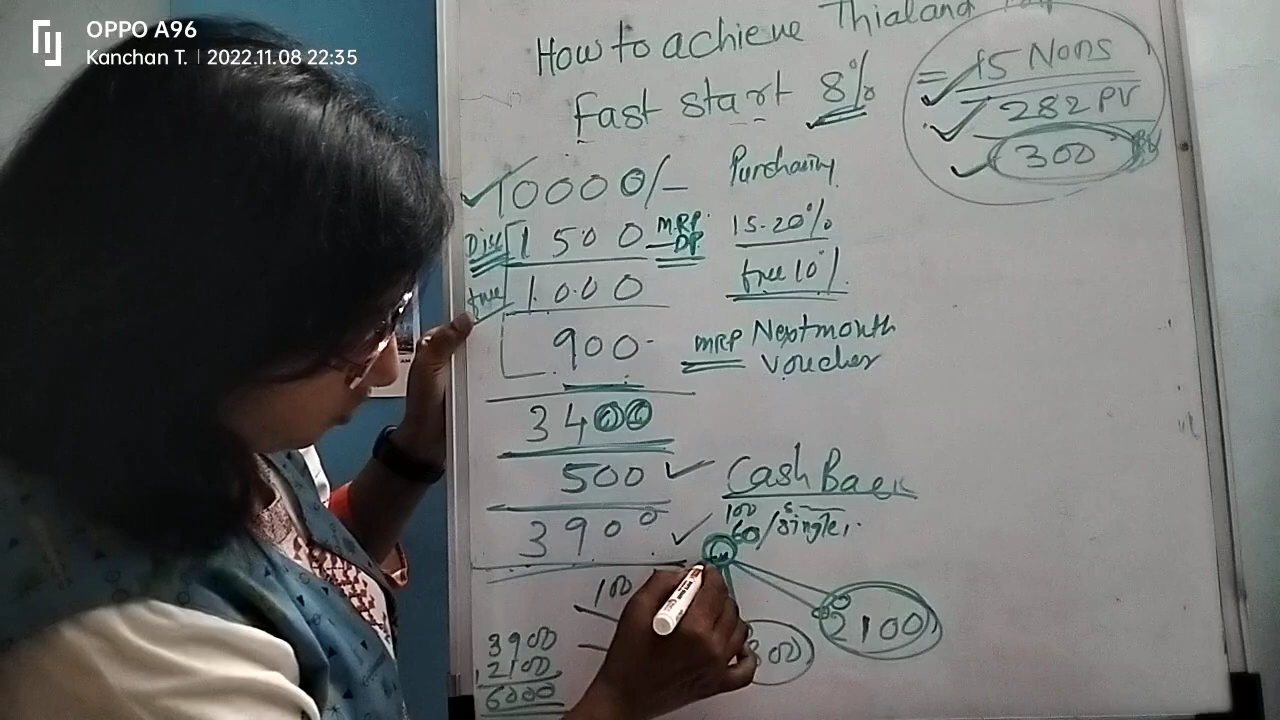 OPPO A96
Kanchan T. | 2022.11.08 22:35
How to achieve Thialand
Fast start 8%
= 15 Nons
282 PV
300
10000/- Purchasing
Disc 1500 MRP DP 15-20%
free 1000 free 10%
900 MRP Next month
Voucher
3400
500 Cash Back
100
60/single
3900
100
2100
3900
2100
6000